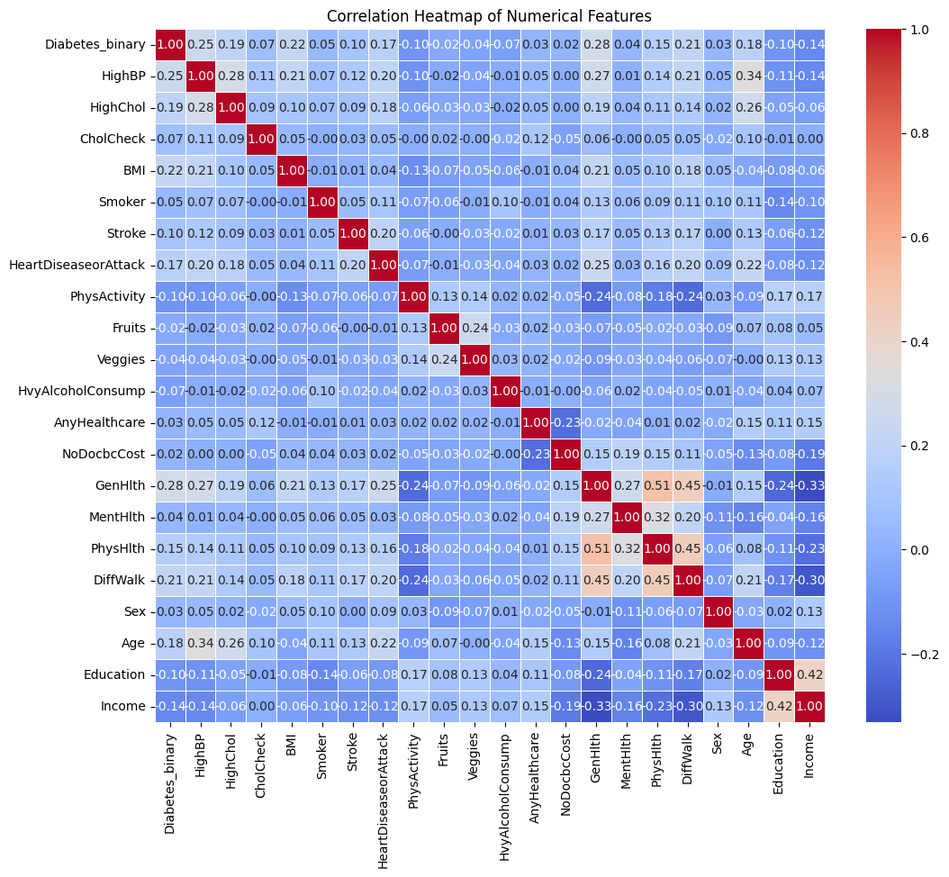 Correlation Heatmap of Numerical Features
Diabetes_binary 1.00 0.25 0.19 0.07 0.22 0.05 0.10 0.17 -0.10 -0.02 -0.04 -0.07 0.03 0.02 0.28 0.04 0.15 0.21 0.03 0.18 -0.10 -0.14
HighBP 0.25 1.00 0.28 0.11 0.21 0.07 0.12 0.20 -0.10 -0.02 -0.04 -0.01 0.05 0.00 0.27 0.01 0.14 0.21 0.05 0.34 -0.11 -0.14
HighChol 0.19 0.28 1.00 0.09 0.10 0.07 0.09 0.18 -0.06 -0.03 -0.03 -0.02 0.05 0.00 0.19 0.04 0.11 0.14 0.02 0.26 -0.05 -0.06
CholCheck 0.07 0.11 0.09 1.00 0.05 -0.00 0.03 0.05 -0.00 0.02 -0.00 -0.02 0.12 -0.05 0.06 -0.00 0.05 0.05 -0.02 0.10 -0.01 0.00
BMI 0.22 0.21 0.10 0.05 1.00 -0.01 0.01 0.04 -0.13 -0.07 -0.05 -0.06 -0.01 0.04 0.21 0.05 0.10 0.18 0.05 -0.04 -0.08 -0.06
Smoker 0.05 0.07 0.07 -0.00 -0.01 1.00 0.05 0.11 -0.07 -0.06 -0.01 0.10 -0.01 0.04 0.13 0.06 0.09 0.11 0.10 0.11 -0.14 -0.10
Stroke 0.10 0.12 0.09 0.03 0.01 0.05 1.00 0.20 -0.06 -0.00 -0.03 -0.02 0.01 0.03 0.17 0.05 0.13 0.17 0.00 0.13 -0.06 -0.12
HeartDiseaseorAttack 0.17 0.20 0.18 0.05 0.04 0.11 0.20 1.00 -0.07 -0.01 -0.03 -0.04 0.03 0.02 0.25 0.03 0.16 0.20 0.09 0.22 -0.08 -0.12
PhysActivity -0.10 -0.10 -0.06 -0.00 -0.13 -0.07 -0.06 -0.07 1.00 0.13 0.14 0.02 0.02 -0.05 -0.24 -0.08 -0.18 -0.24 0.03 -0.09 0.17 0.17
Fruits -0.02 -0.02 -0.03 0.02 -0.07 -0.06 -0.00 -0.01 0.13 1.00 0.24 -0.03 0.02 -0.03 -0.07 -0.05 -0.02 -0.03 -0.09 0.07 0.08 0.05
Veggies -0.04 -0.04 -0.03 -0.00 -0.05 -0.01 -0.03 -0.03 0.14 0.24 1.00 0.03 0.02 -0.02 -0.09 -0.03 -0.04 -0.06 -0.07 -0.00 0.13 0.13
HvyAlcoholConsump -0.07 -0.01 -0.02 -0.02 -0.06 0.10 -0.02 -0.04 0.02 -0.03 0.03 1.00 -0.01 -0.00 -0.06 0.02 -0.04 -0.05 0.01 -0.04 0.04 0.07
AnyHealthcare 0.03 0.05 0.05 0.12 -0.01 -0.01 0.01 0.03 0.02 0.02 0.02 -0.01 1.00 -0.23 -0.02 -0.04 0.01 0.02 -0.02 0.15 0.11 0.15
NoDocbcCost 0.02 0.00 0.00 -0.05 0.04 0.04 0.03 0.02 -0.05 -0.03 -0.02 -0.00 -0.23 1.00 0.15 0.19 0.15 0.11 -0.05 -0.13 -0.08 -0.19
GenHlth 0.28 0.27 0.19 0.06 0.21 0.13 0.17 0.25 -0.24 -0.07 -0.09 -0.06 -0.02 0.15 1.00 0.27 0.51 0.45 -0.01 0.15 -0.24 -0.33
MentHlth 0.04 0.01 0.04 -0.00 0.05 0.06 0.05 0.03 -0.08 -0.05 -0.03 0.02 -0.04 0.19 0.27 1.00 0.32 0.20 -0.11 -0.16 -0.04 -0.16
PhysHlth 0.15 0.14 0.11 0.05 0.10 0.09 0.13 0.16 -0.18 -0.02 -0.04 -0.04 0.01 0.15 0.51 0.32 1.00 0.45 -0.06 0.08 -0.11 -0.23
DiffWalk 0.21 0.21 0.14 0.05 0.18 0.11 0.17 0.20 -0.24 -0.03 -0.06 -0.05 0.02 0.11 0.45 0.20 0.45 1.00 -0.07 0.21 -0.17 -0.30
Sex 0.03 0.05 0.02 -0.02 0.05 0.10 0.00 0.09 0.03 -0.09 -0.07 0.01 -0.02 -0.05 -0.01 -0.11 -0.06 -0.07 1.00 -0.03 0.02 0.13
Age 0.18 0.34 0.26 0.10 -0.04 0.11 0.13 0.22 -0.09 0.07 -0.00 -0.04 0.15 -0.13 0.15 -0.16 0.08 0.21 -0.03 1.00 -0.09 -0.12
Education -0.10 -0.11 -0.05 -0.01 -0.08 -0.14 -0.06 -0.08 0.17 0.08 0.13 0.04 0.11 -0.08 -0.24 -0.04 -0.11 -0.17 0.02 -0.09 1.00 0.42
Income -0.14 -0.14 -0.06 0.00 -0.06 -0.10 -0.12 -0.12 0.17 0.05 0.13 0.07 0.15 -0.19 -0.33 -0.16 -0.23 -0.30 0.13 -0.12 0.42 1.00
Diabetes_binary
HighBP
HighChol
CholCheck
BMI
Smoker
Stroke
HeartDiseaseorAttack
PhysActivity
Fruits
Veggies
HvyAlcoholConsump
AnyHealthcare
NoDocbcCost
GenHlth
MentHlth
PhysHlth
DiffWalk
Sex
Age
Education
Income
1.0
0.8
0.6
0.4
0.2
0.0
−0.2